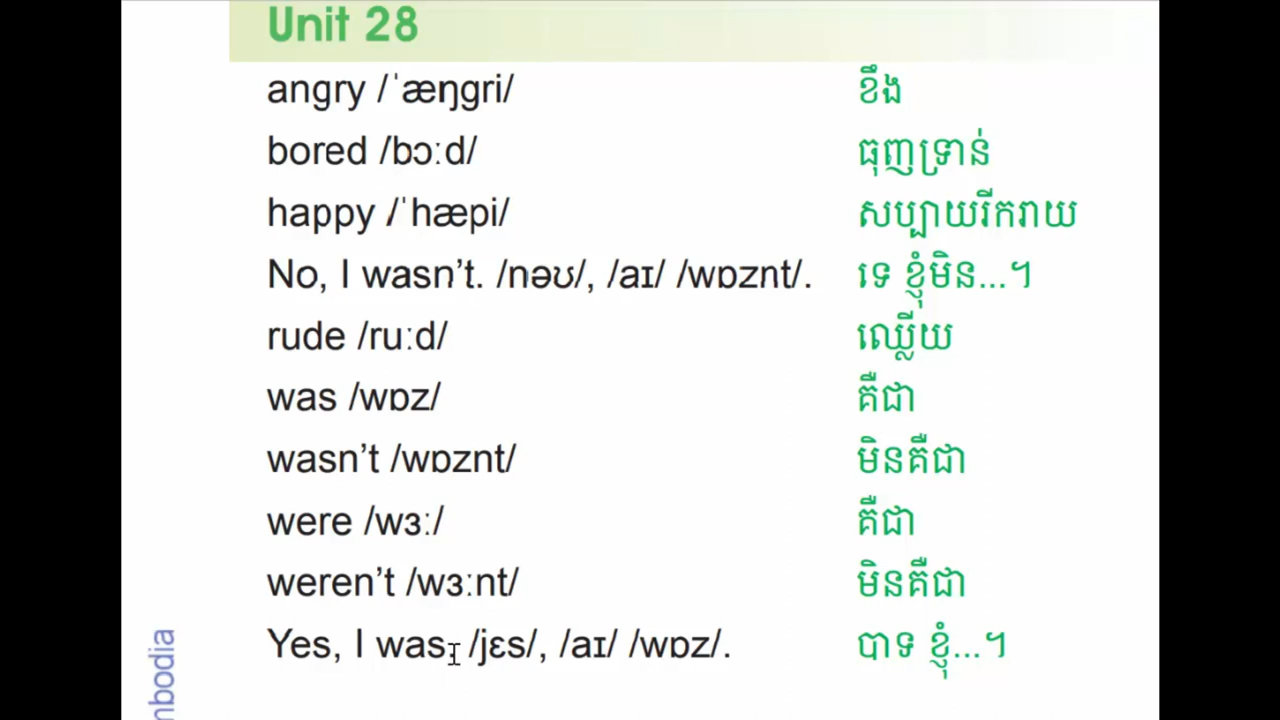 Unit 28
angry /ˈæŋgri/ ខឹង
bored /bɔːd/ ធុញទ្រាន់
happy /ˈhæpi/ សប្បាយរីករាយ
No, I wasn’t. /nəʊ/, /aɪ/ /wɒznt/. ទេ ខ្ញុំមិន...។
rude /ruːd/ ឈ្លើយ
was /wɒz/ គឺជា
wasn’t /wɒznt/ មិនគឺជា
were /wɜː/ គឺជា
weren’t /wɜːnt/ មិនគឺជា
Yes, I was. /jɛs/, /aɪ/ /wɒz/. បាទ ខ្ញុំ...។
mbodia